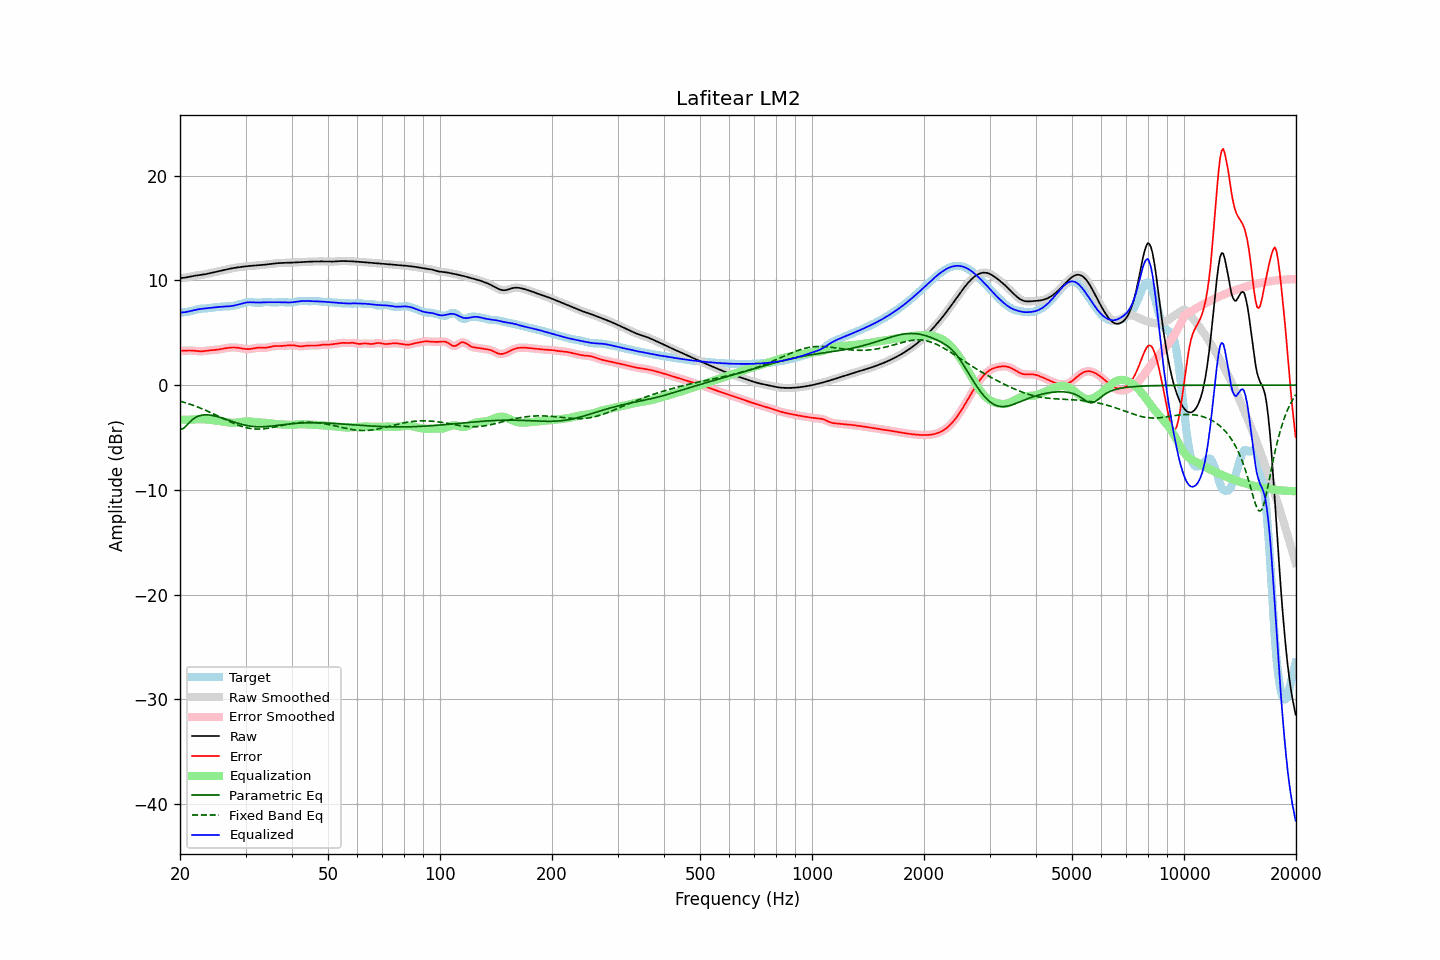 Lafitear LM2
Amplitude (dBr)
20
10
0
−10
−20
−30
−40
Target
Raw Smoothed
Error Smoothed
Raw
Error
Equalization
Parametric Eq
Fixed Band Eq
Equalized
20 50 100 200 500 1000 2000 5000 10000 20000
Frequency (Hz)